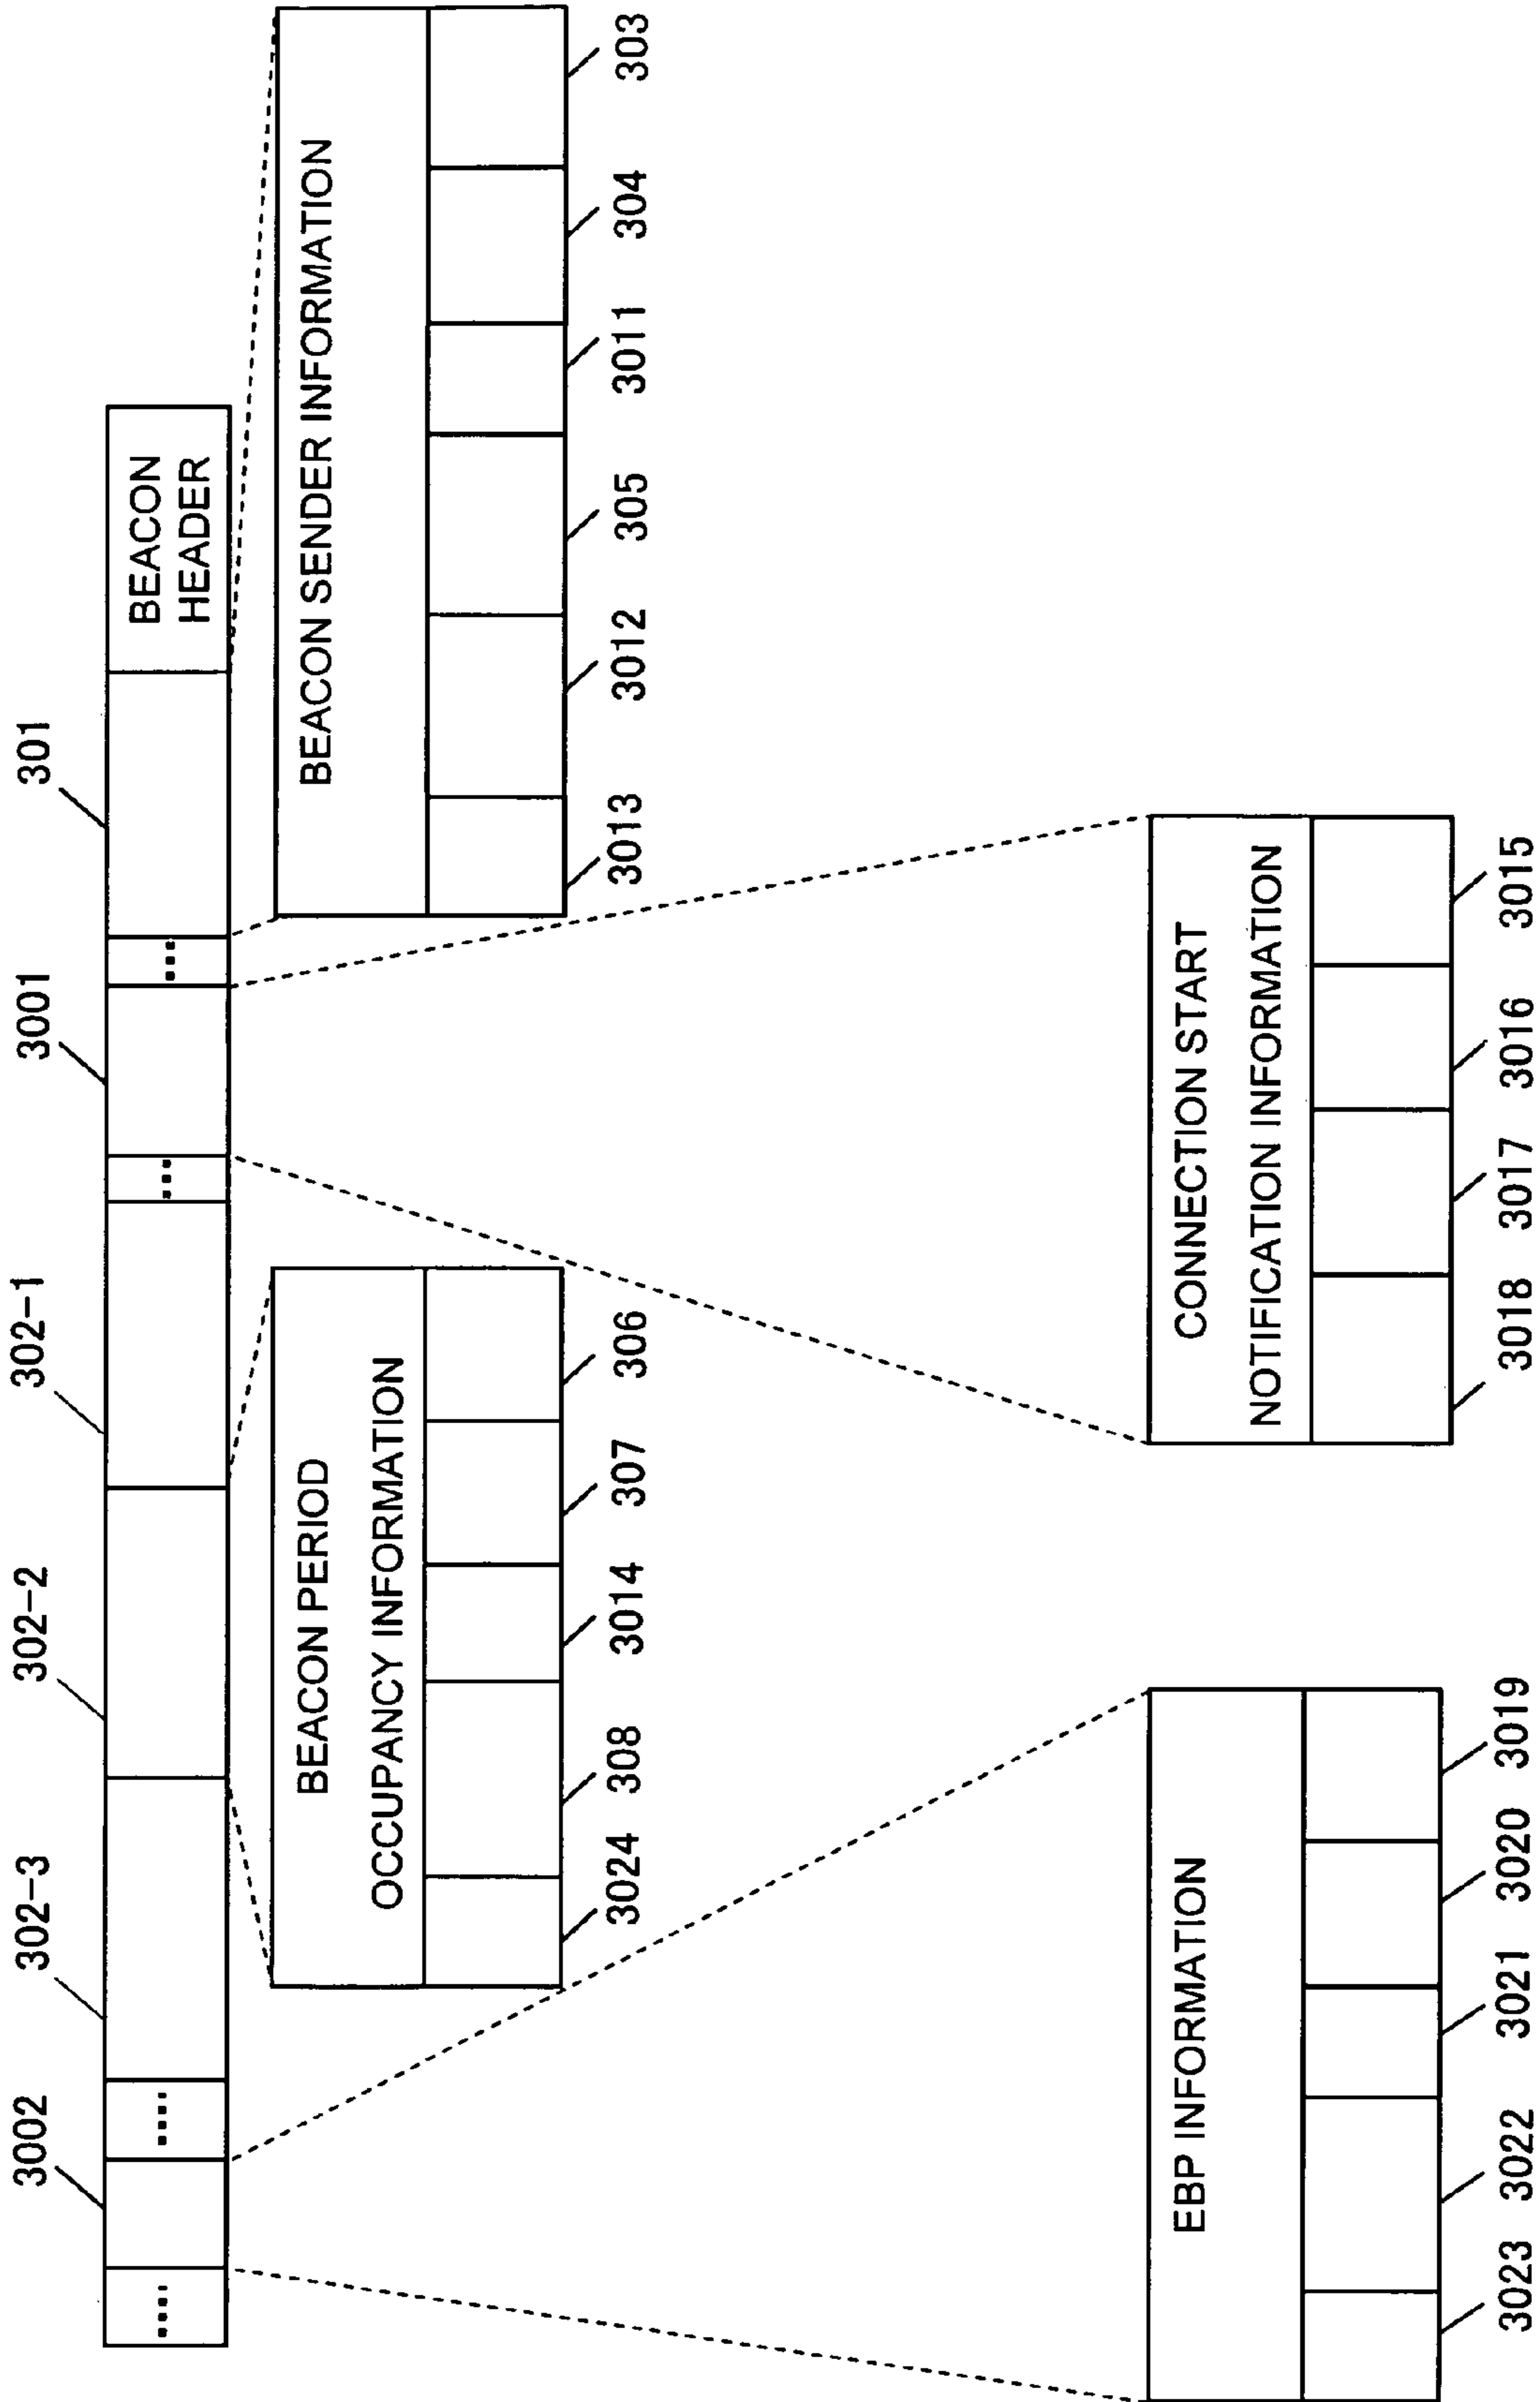 3002 302-3 302-2 302-1 3001 301
.... .... ... ... BEACON
HEADER
BEACON PERIOD
OCCUPANCY INFORMATION
3024 308 3014 307 306
BEACON SENDER INFORMATION
3013 3012 305 3011 304 303
EBP INFORMATION
3023 3022 3021 3020 3019
CONNECTION START
NOTIFICATION INFORMATION
3018 3017 3016 3015